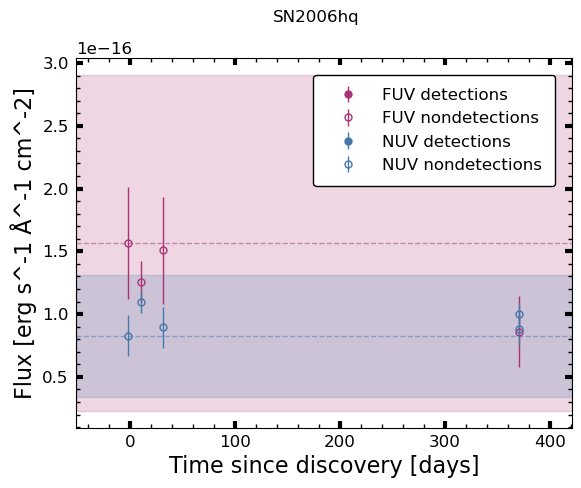 SN2006hq
1e−16
3.0
2.5
2.0
1.5
1.0
0.5
Flux [erg s^-1 Å^-1 cm^-2]
FUV detections
FUV nondetections
NUV detections
NUV nondetections
0 100 200 300 400
Time since discovery [days]